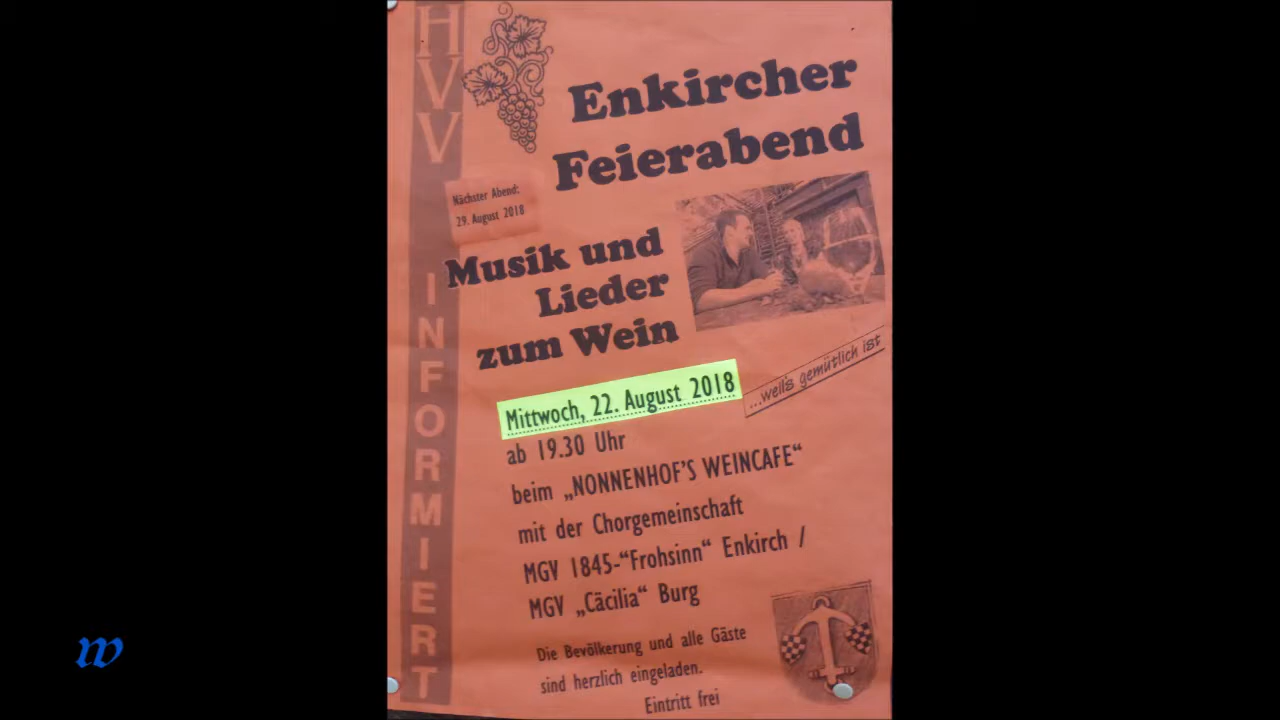 HVV INFORMIERT
Enkircher
Feierabend
Nächster Abend:
29. August 2018
Musik und
Lieder
zum Wein
...weil's gemütlich ist
Mittwoch, 22. August 2018
ab 19.30 Uhr
beim „NONNENHOF'S WEINCAFE“
mit der Chorgemeinschaft
MGV 1845-“Frohsinn“ Enkirch /
MGV „Cäcilia“ Burg
Die Bevölkerung und alle Gäste
sind herzlich eingeladen.
Eintritt frei
w